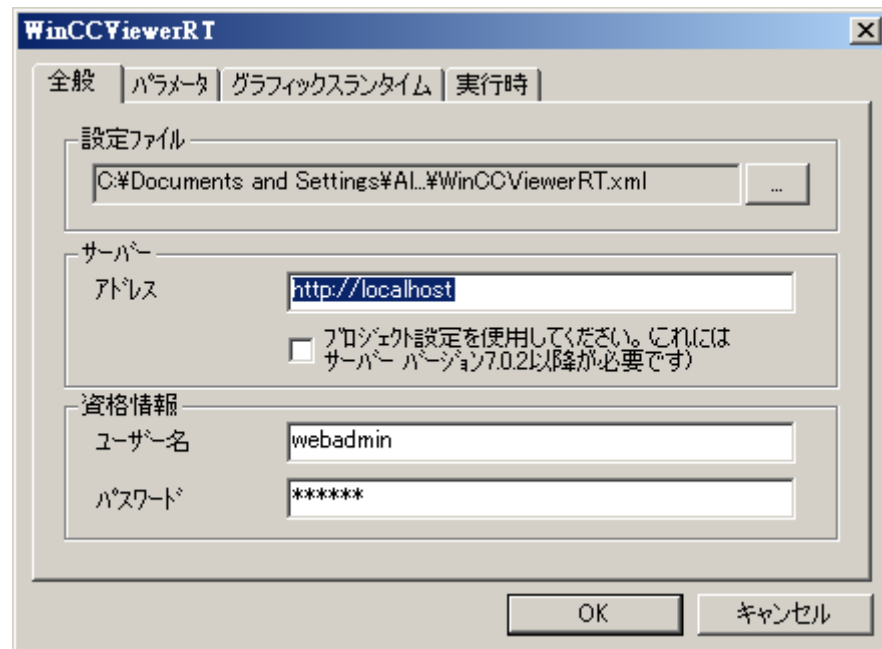 WinCCViewerRT
全般 パラメータ グラフィックスランタイム 実行時
設定ファイル
C:¥Documents and Settings¥Al...¥WinCCViewerRT.xml ...
サーバー
アドレス http://localhost
プロジェクト設定を使用してください。(これには
サーバー バージョン7.0.2以降が必要です)
資格情報
ユーザー名 webadmin
パスワード ******
OK キャンセル